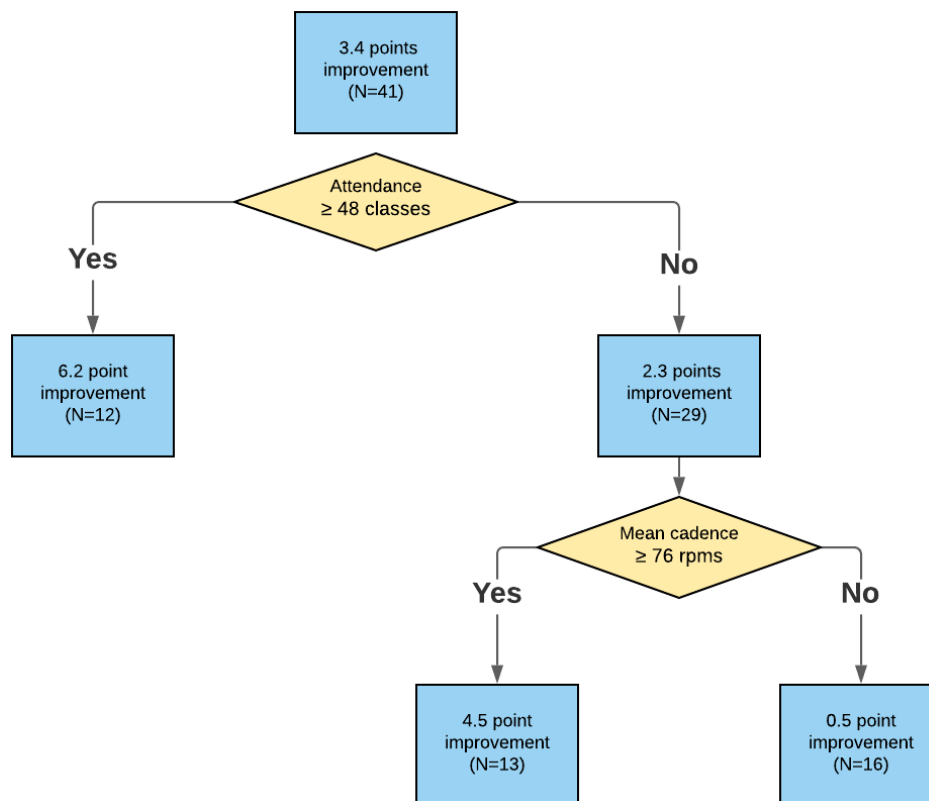 3.4 points
improvement
(N=41)
Attendance
≥ 48 classes
Yes
No
6.2 point
improvement
(N=12)
2.3 points
improvement
(N=29)
Mean cadence
≥ 76 rpms
Yes
No
4.5 point
improvement
(N=13)
0.5 point
improvement
(N=16)